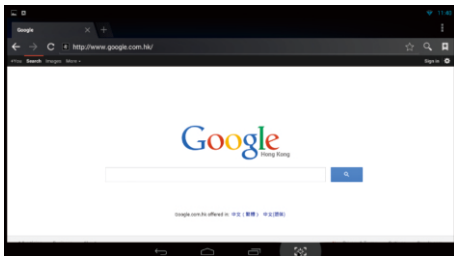 11:40
Google
http://www.google.com.hk/
+You Search Images More
Sign in
Google
Hong Kong
Google.com.hk offered in: 中文(繁體) 中文(简体)